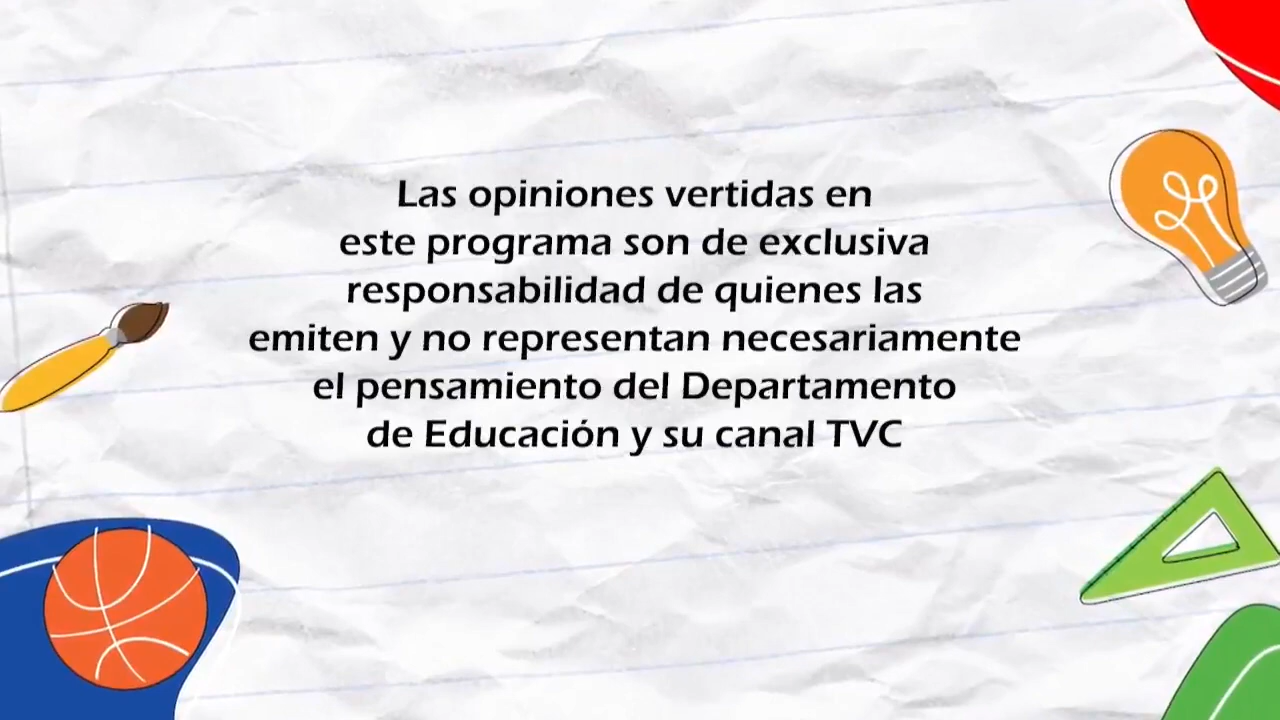 Las opiniones vertidas en
este programa son de exclusiva
responsabilidad de quienes las
emiten y no representan necesariamente
el pensamiento del Departamento
de Educación y su canal TVC